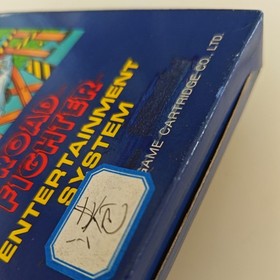 ROAD
FIGHTER
ENTERTAINMENT
SYSTEM
GAME CARTRIDGE CO., LTD.